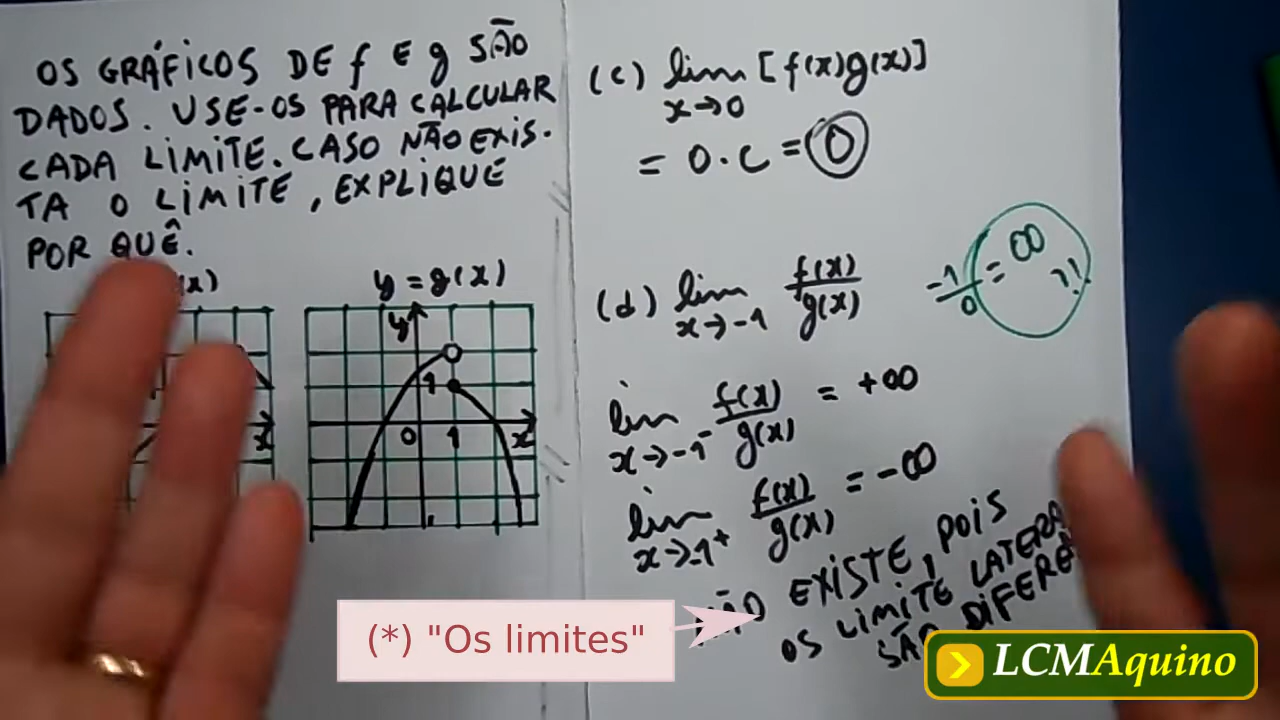 OS GRÁFICOS DE f E g SÃO
DADOS. USE-OS PARA CALCULAR
CADA LIMITE. CASO NÃO EXIS-
TA O LIMITE, EXPLIQUE
POR QUÊ.
(x)
x
y = g(x)
y
1
0 1 x
(c) lim [f(x)g(x)]
x→0
= 0·C = 0
(d) lim f(x)/g(x)
x→-1
-1/0 = ∞ ?!
lim f(x)/g(x) = +∞
x→-1⁻
lim f(x)/g(x) = -∞
x→-1⁺
NÃO EXISTE, POIS
OS LIMITE
SÃO
(*) "Os limites"
LCMAquino